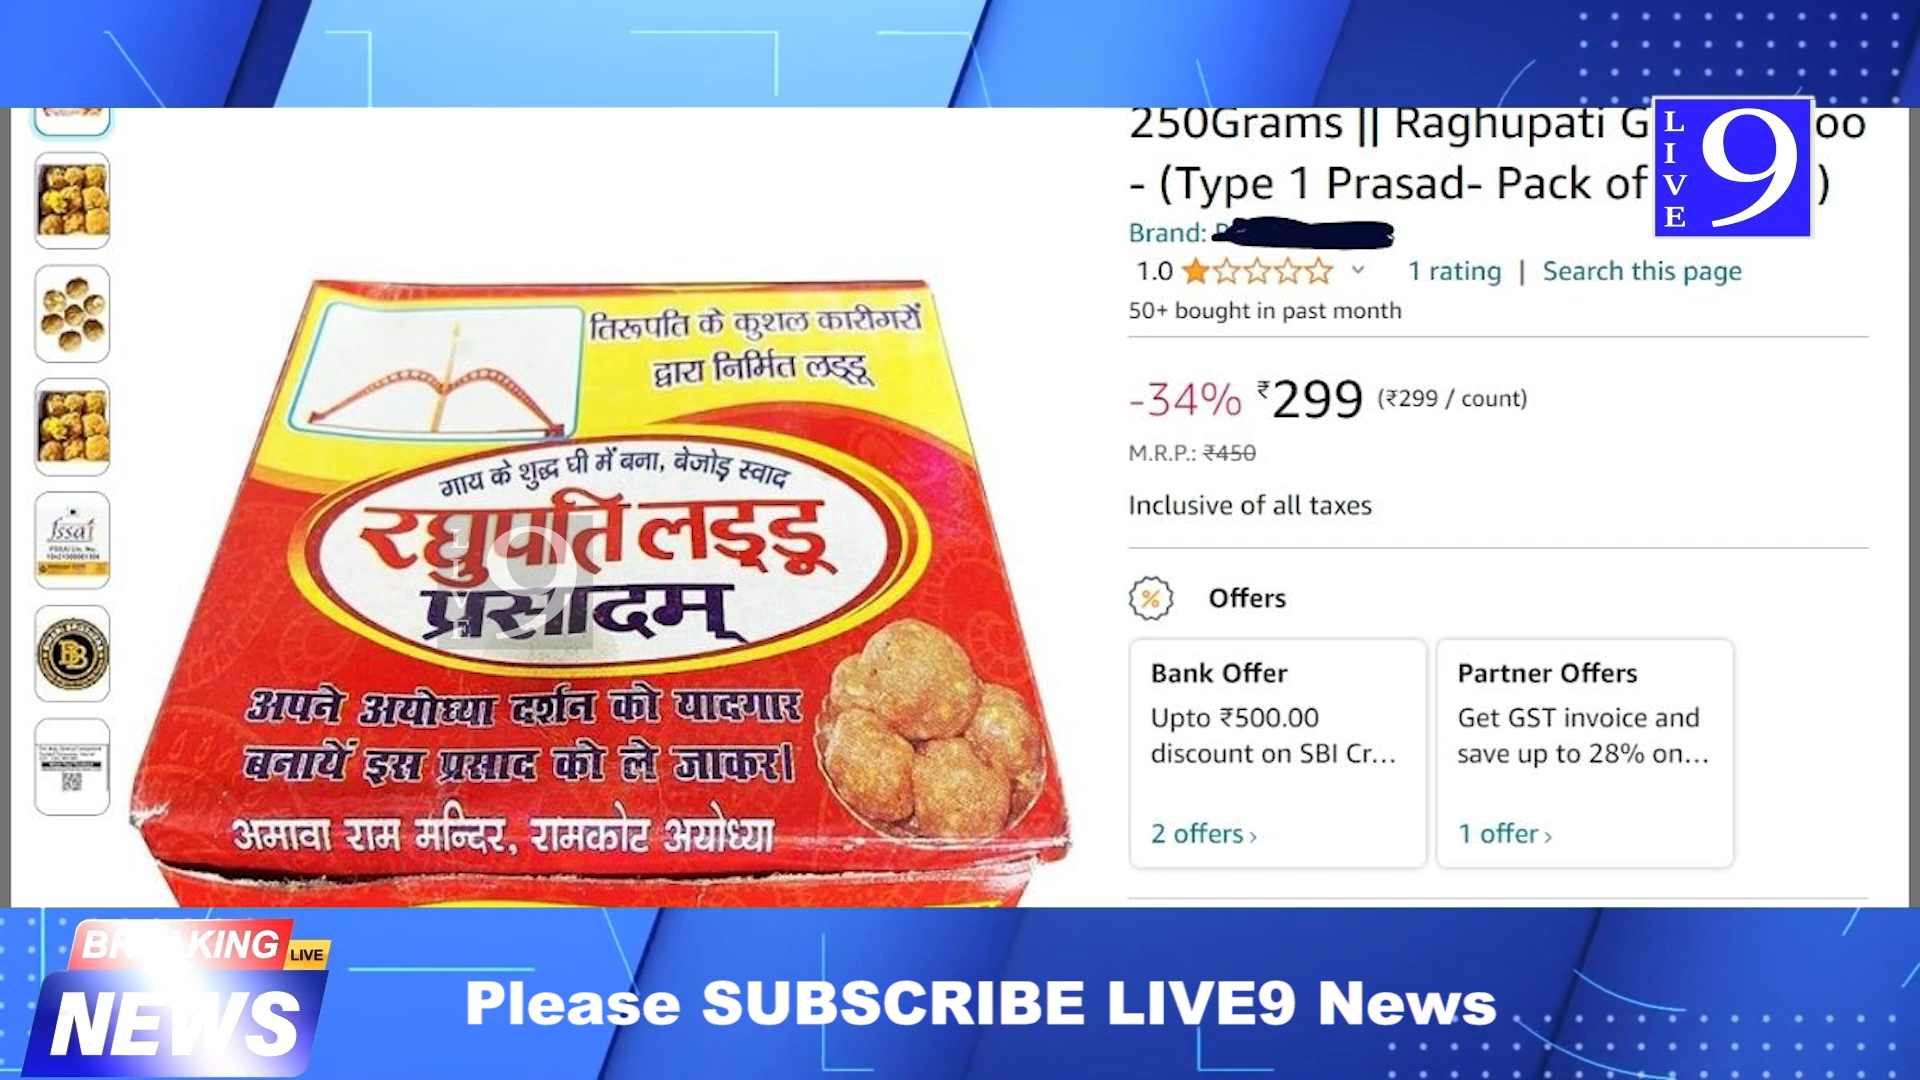 250Grams || Raghupati G
oo
- (Type 1 Prasad- Pack of
)
LIVE
9
Brand:
1.0
1 rating | Search this page
50+ bought in past month
-34% ₹299 (₹299 / count)
M.R.P.: ₹450
Inclusive of all taxes
Offers
Bank Offer
Upto ₹500.00
discount on SBI Cr...
2 offers ›
Partner Offers
Get GST invoice and
save up to 28% on...
1 offer ›
तिरूपति के कुशल कारीगरों
द्वारा निर्मित लड्डू
गाय के शुद्ध घी में बना, बेजोड़ स्वाद
रघुपति लड्डू
प्रसादम्
अपने अयोध्या दर्शन को यादगार
बनायें इस प्रसाद को ले जाकर।
अमावा राम मन्दिर, रामकोट अयोध्या
fssai
BREAKING
LIVE
NEWS
Please SUBSCRIBE LIVE9 News